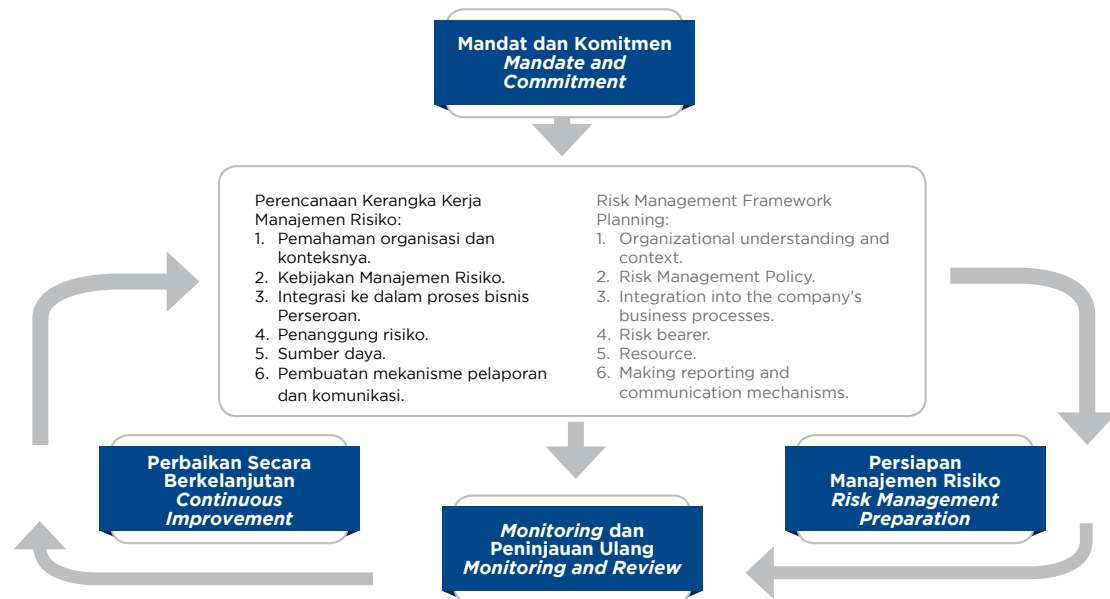 Mandat dan Komitmen
Mandate and
Commitment
Perencanaan Kerangka Kerja
Manajemen Risiko:
1. Pemahaman organisasi dan
konteksnya.
2. Kebijakan Manajemen Risiko.
3. Integrasi ke dalam proses bisnis
Perseroan.
4. Penanggung risiko.
5. Sumber daya.
6. Pembuatan mekanisme pelaporan
dan komunikasi.
Risk Management Framework
Planning:
1. Organizational understanding and
context.
2. Risk Management Policy.
3. Integration into the company’s
business processes.
4. Risk bearer.
5. Resource.
6. Making reporting and
communication mechanisms.
Perbaikan Secara
Berkelanjutan
Continuous
Improvement
Monitoring dan
Peninjauan Ulang
Monitoring and Review
Persiapan
Manajemen Risiko
Risk Management
Preparation